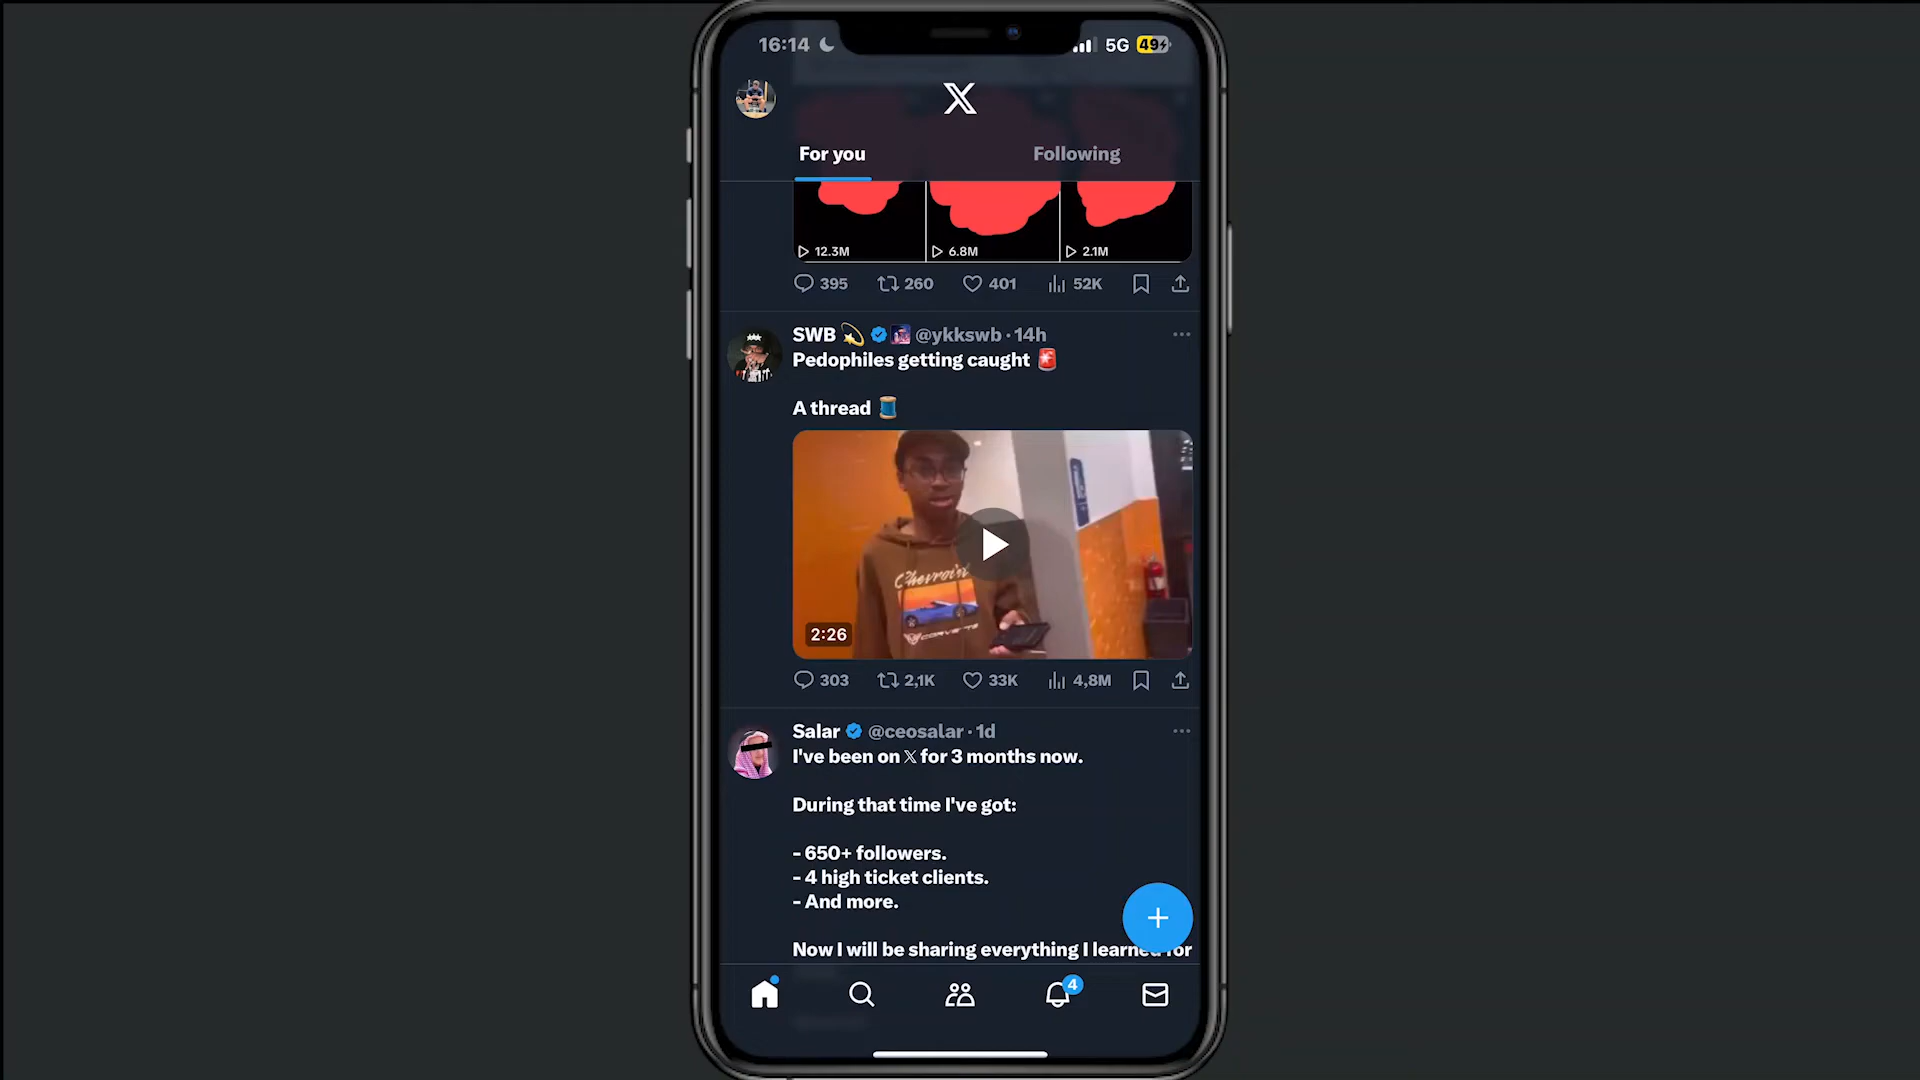 16:14
5G 49
For you Following
12.3M 6.8M 2.1M
395 260 401 52K
SWB @ykkswb · 14h
Pedophiles getting caught
A thread
Chevrolet
CORVETTE
2:26
303 2,1K 33K 4,8M
Salar @ceosalar · 1d
I've been on 𝕏 for 3 months now.
During that time I've got:
- 650+ followers.
- 4 high ticket clients.
- And more.
Now I will be sharing everything I learned for
4